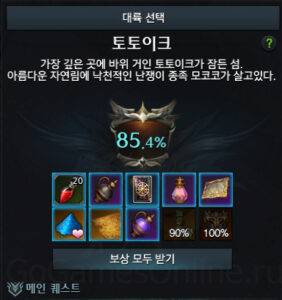 대륙 선택
토토이크
?
가장 깊은 곳에 바위 거인 토토이크가 잠든 섬.
아름다운 자연림에 낙천적인 난쟁이 종족 모코코가 살고있다.
85.4%
20
90% 100%
보상 모두 받기
메인 퀘스트
GoGamesOnline.ru